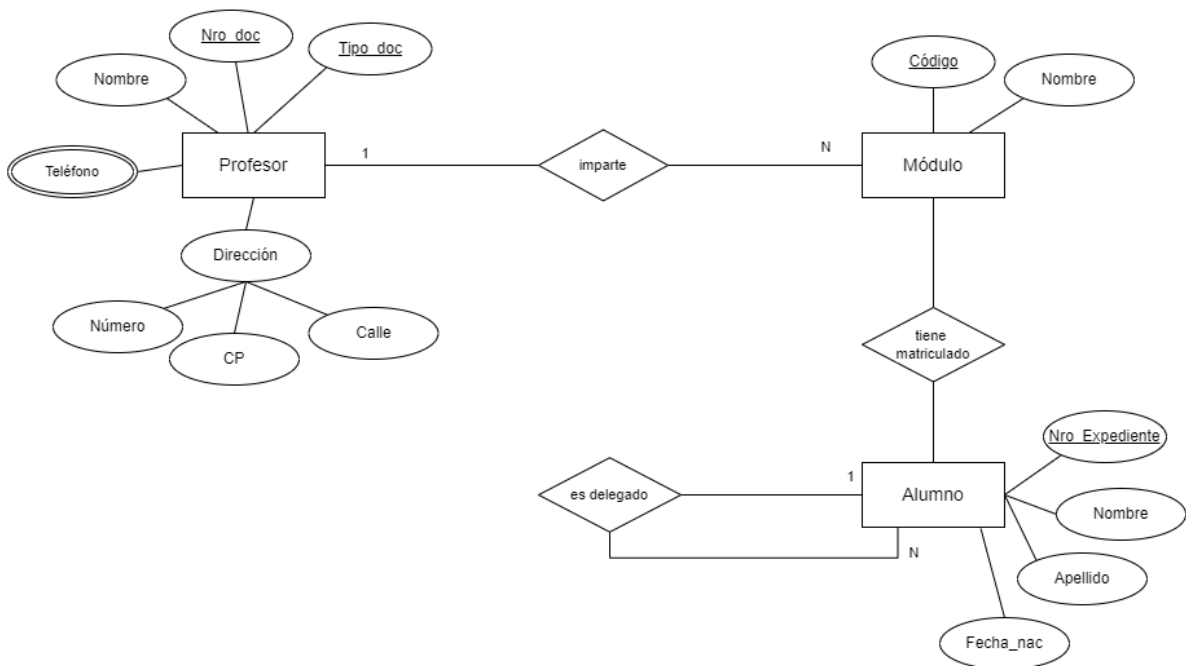 Nro_doc
Tipo_doc
Nombre
Teléfono
Profesor
1
imparte
N
Código
Nombre
Módulo
Dirección
Número
CP
Calle
tiene
matriculado
es delegado
1
N
Alumno
Nro_Expediente
Nombre
Apellido
Fecha_nac